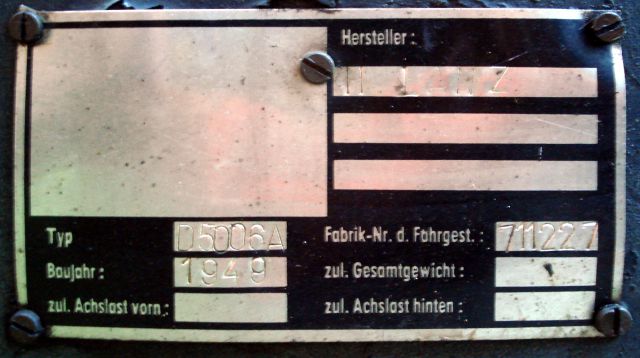 Hersteller :
H LANZ
Typ D5006A Fabrik-Nr. d. Fahrgest. : 711227
Baujahr : 1949 zul. Gesamtgewicht :
zul. Achslast vorn : zul. Achslast hinten :